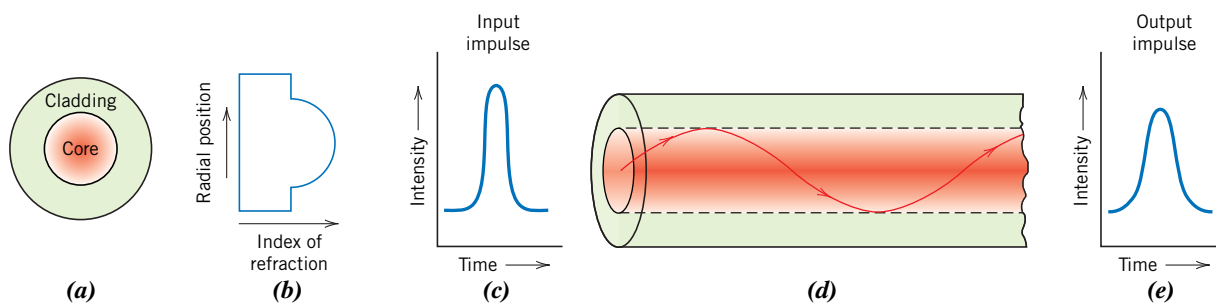 Cladding
Core
(a)
Radial position
Index of
refraction
(b)
Input
impulse
Intensity
Time
(c)
(d)
Output
impulse
Intensity
Time
(e)